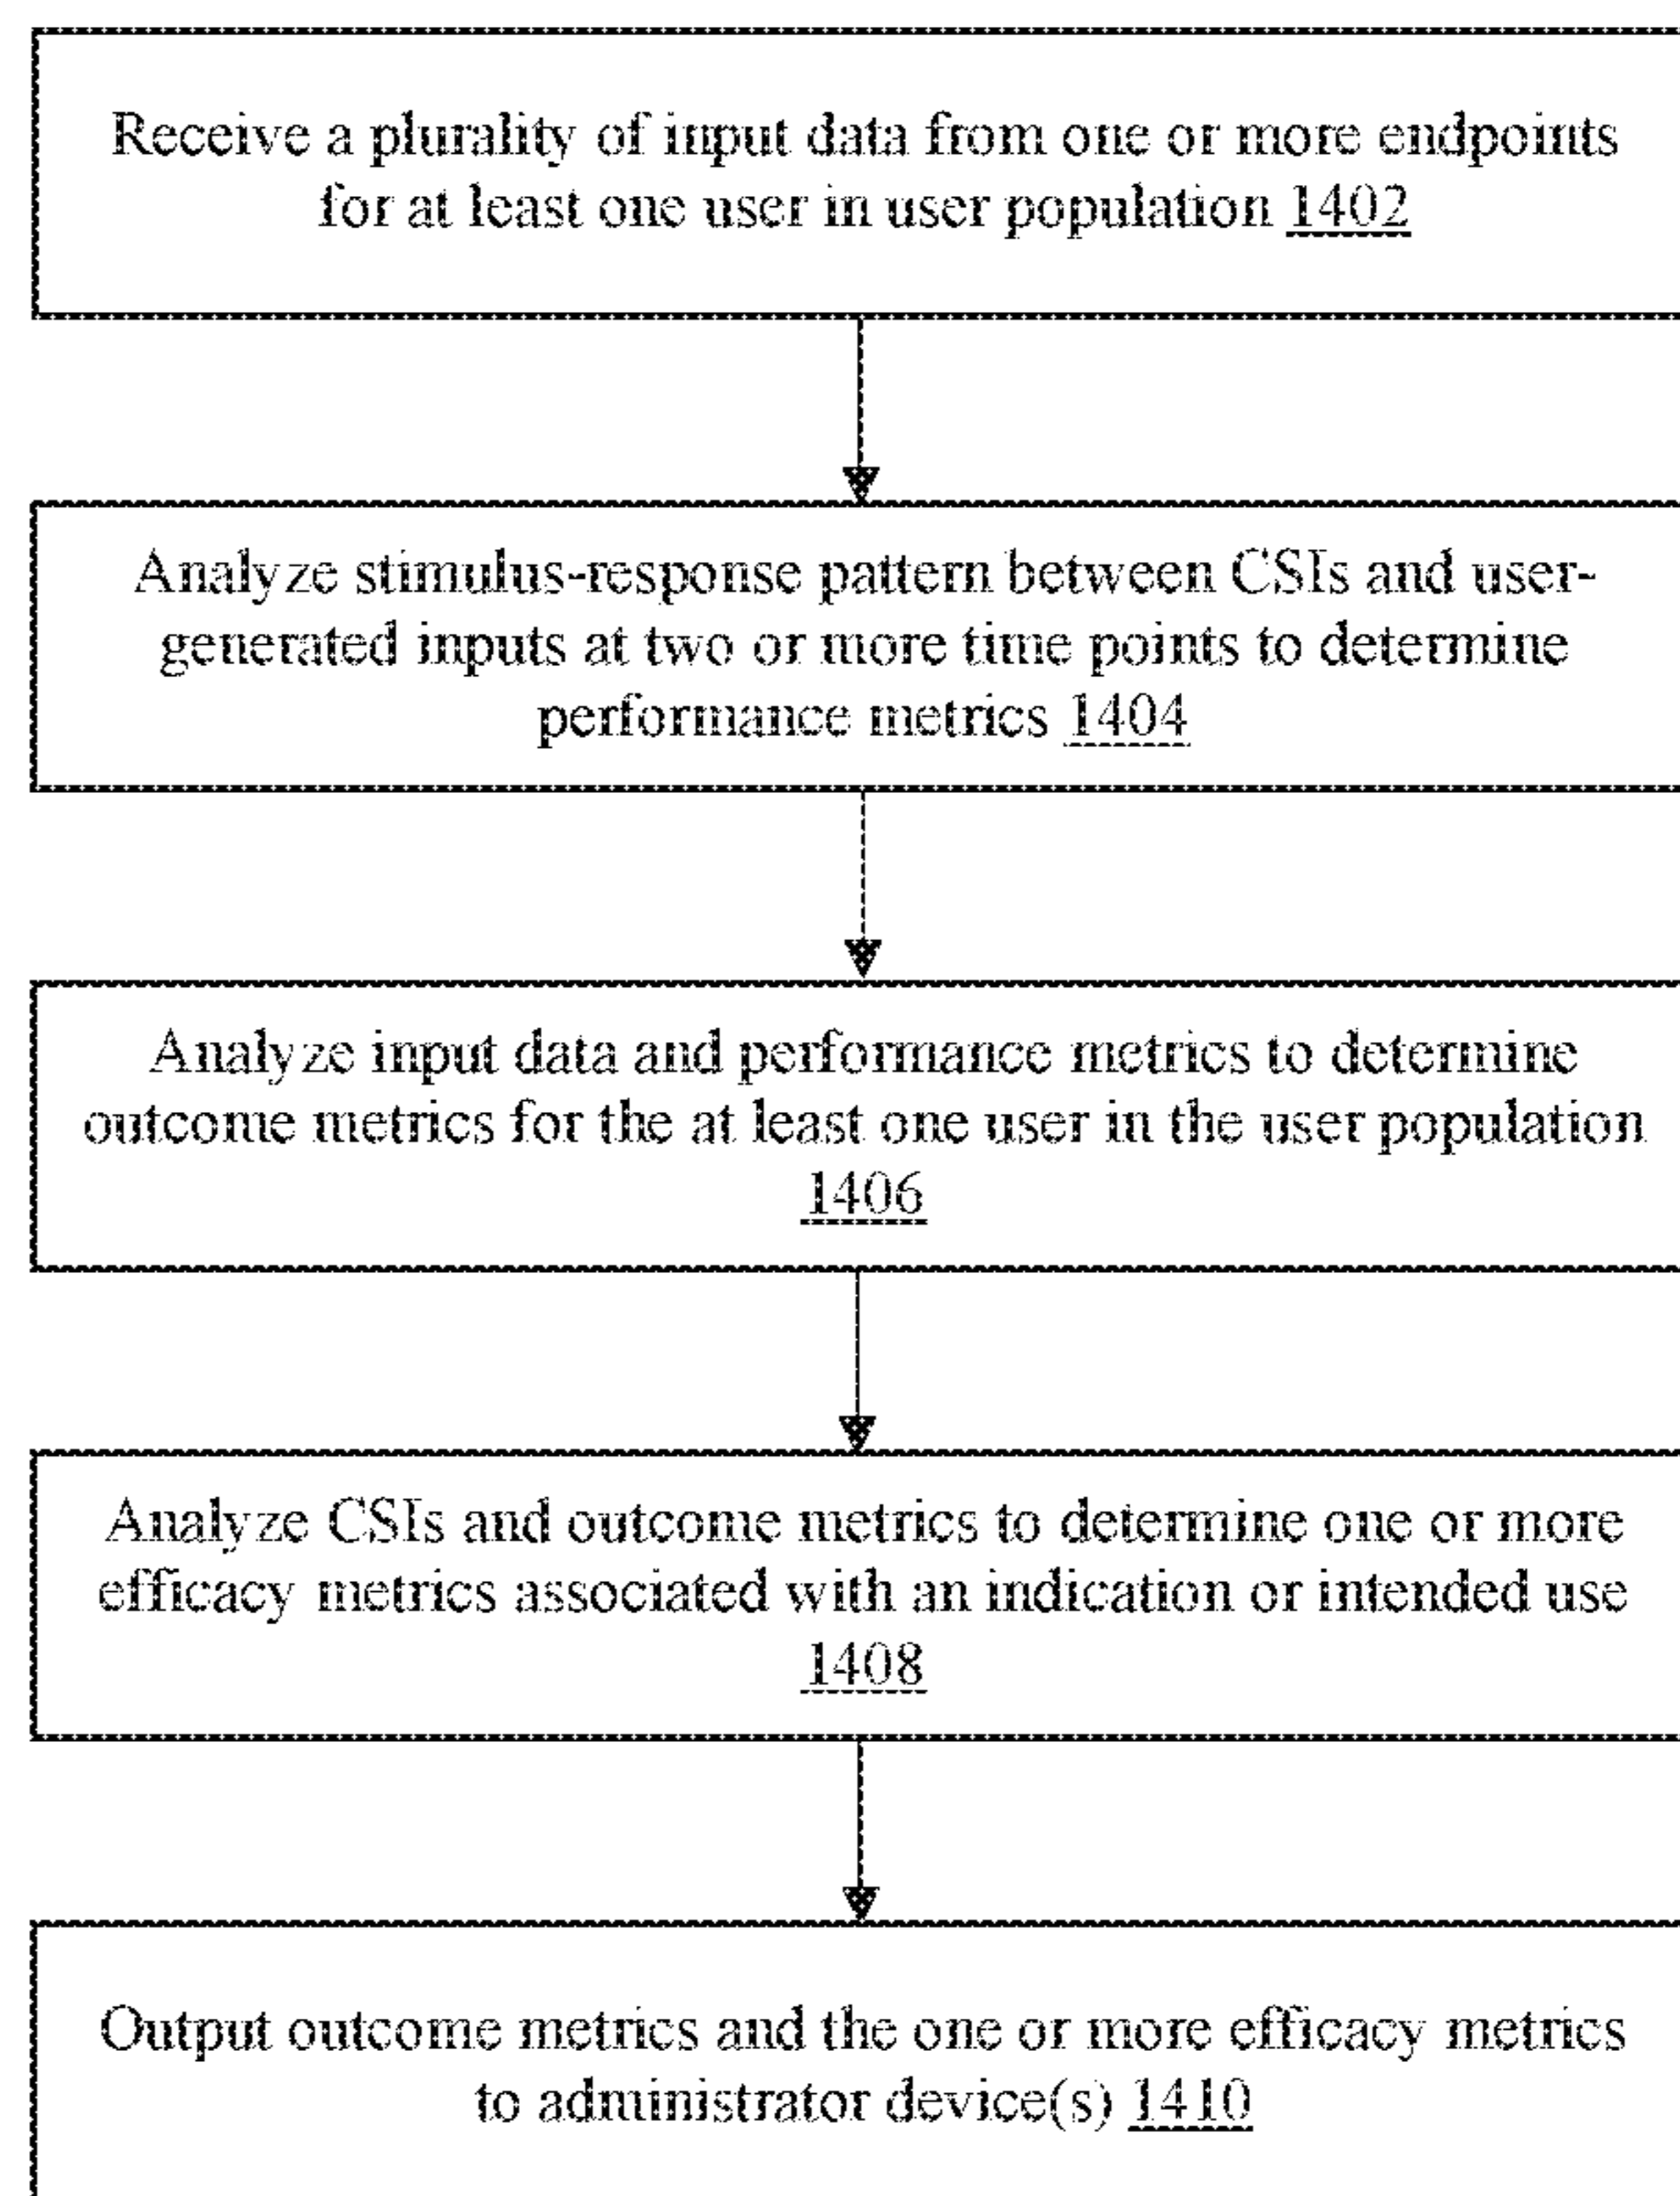 Receive a plurality of input data from one or more endpoints
for at least one user in user population 1402
Analyze stimulus-response pattern between CSIs and user-
generated inputs at two or more time points to determine
performance metrics 1404
Analyze input data and performance metrics to determine
outcome metrics for the at least one user in the user population
1406
Analyze CSIs and outcome metrics to determine one or more
efficacy metrics associated with an indication or intended use
1408
Output outcome metrics and the one or more efficacy metrics
to administrator device(s) 1410